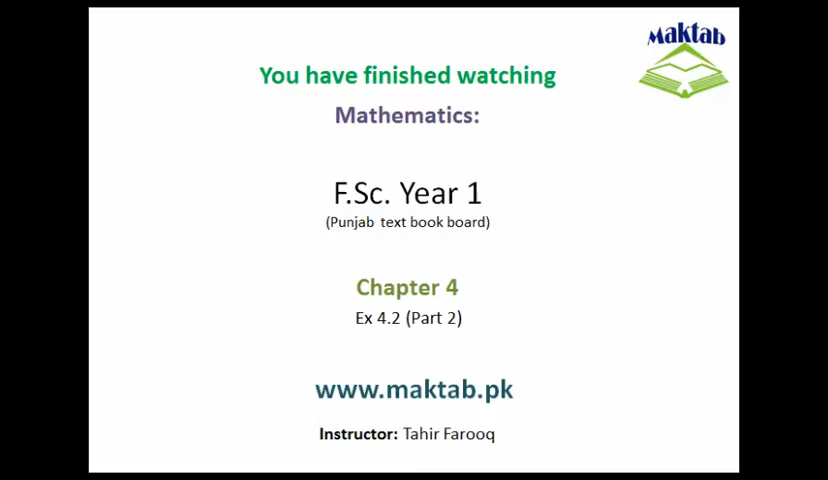 Maktab
You have finished watching
Mathematics:
F.Sc. Year 1
(Punjab text book board)
Chapter 4
Ex 4.2 (Part 2)
www.maktab.pk
Instructor: Tahir Farooq